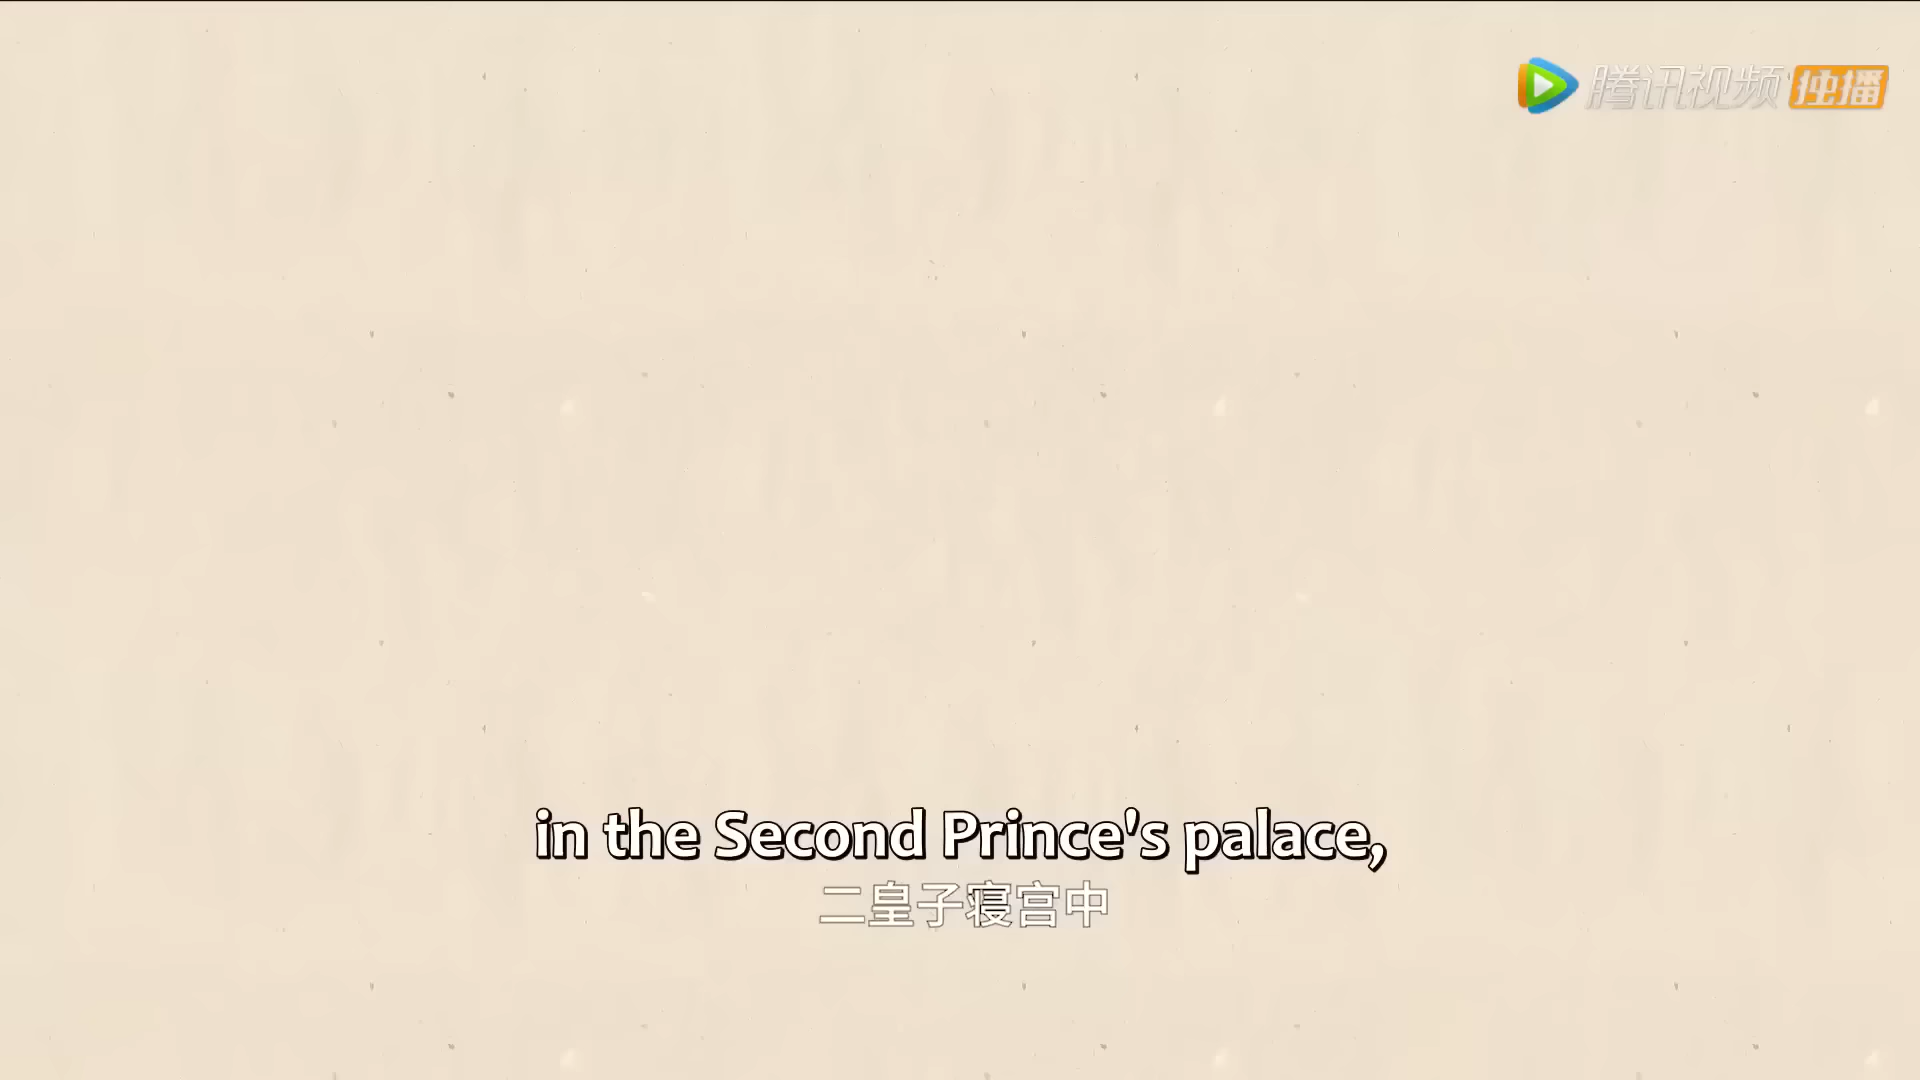 腾讯视频 独播
in the Second Prince's palace,
二皇子寝宫中